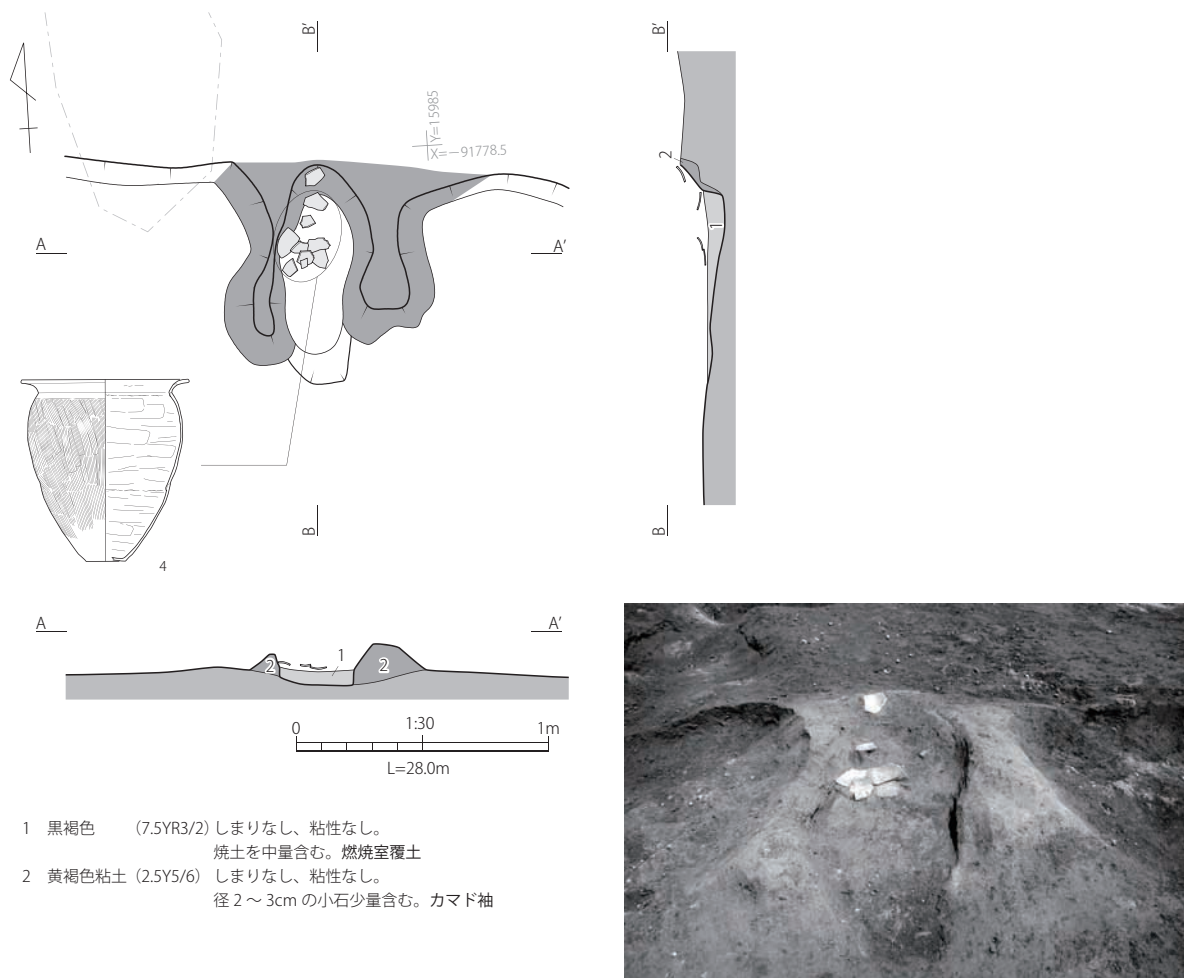 B'
B'
Y=15985
X=−91778.5
2
1
A
A'
B
B
4
A
A'
2
1
2
0
1:30
1m
L=28.0m
1 黒褐色 (7.5YR3/2) しまりなし、粘性なし。
焼土を中量含む。燃焼室覆土
2 黄褐色粘土 (2.5Y5/6) しまりなし、粘性なし。
径 2 ～ 3cm の小石少量含む。カマド袖